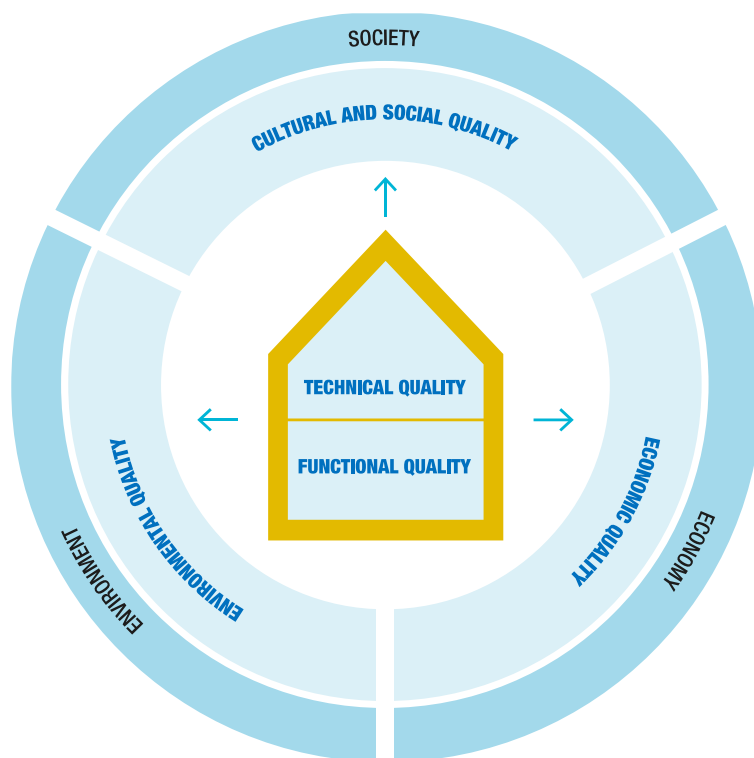 SOCIETY
CULTURAL AND SOCIAL QUALITY
TECHNICAL QUALITY
FUNCTIONAL QUALITY
ENVIRONMENTAL QUALITY
ENVIRONMENT
ECONOMIC QUALITY
ECONOMY